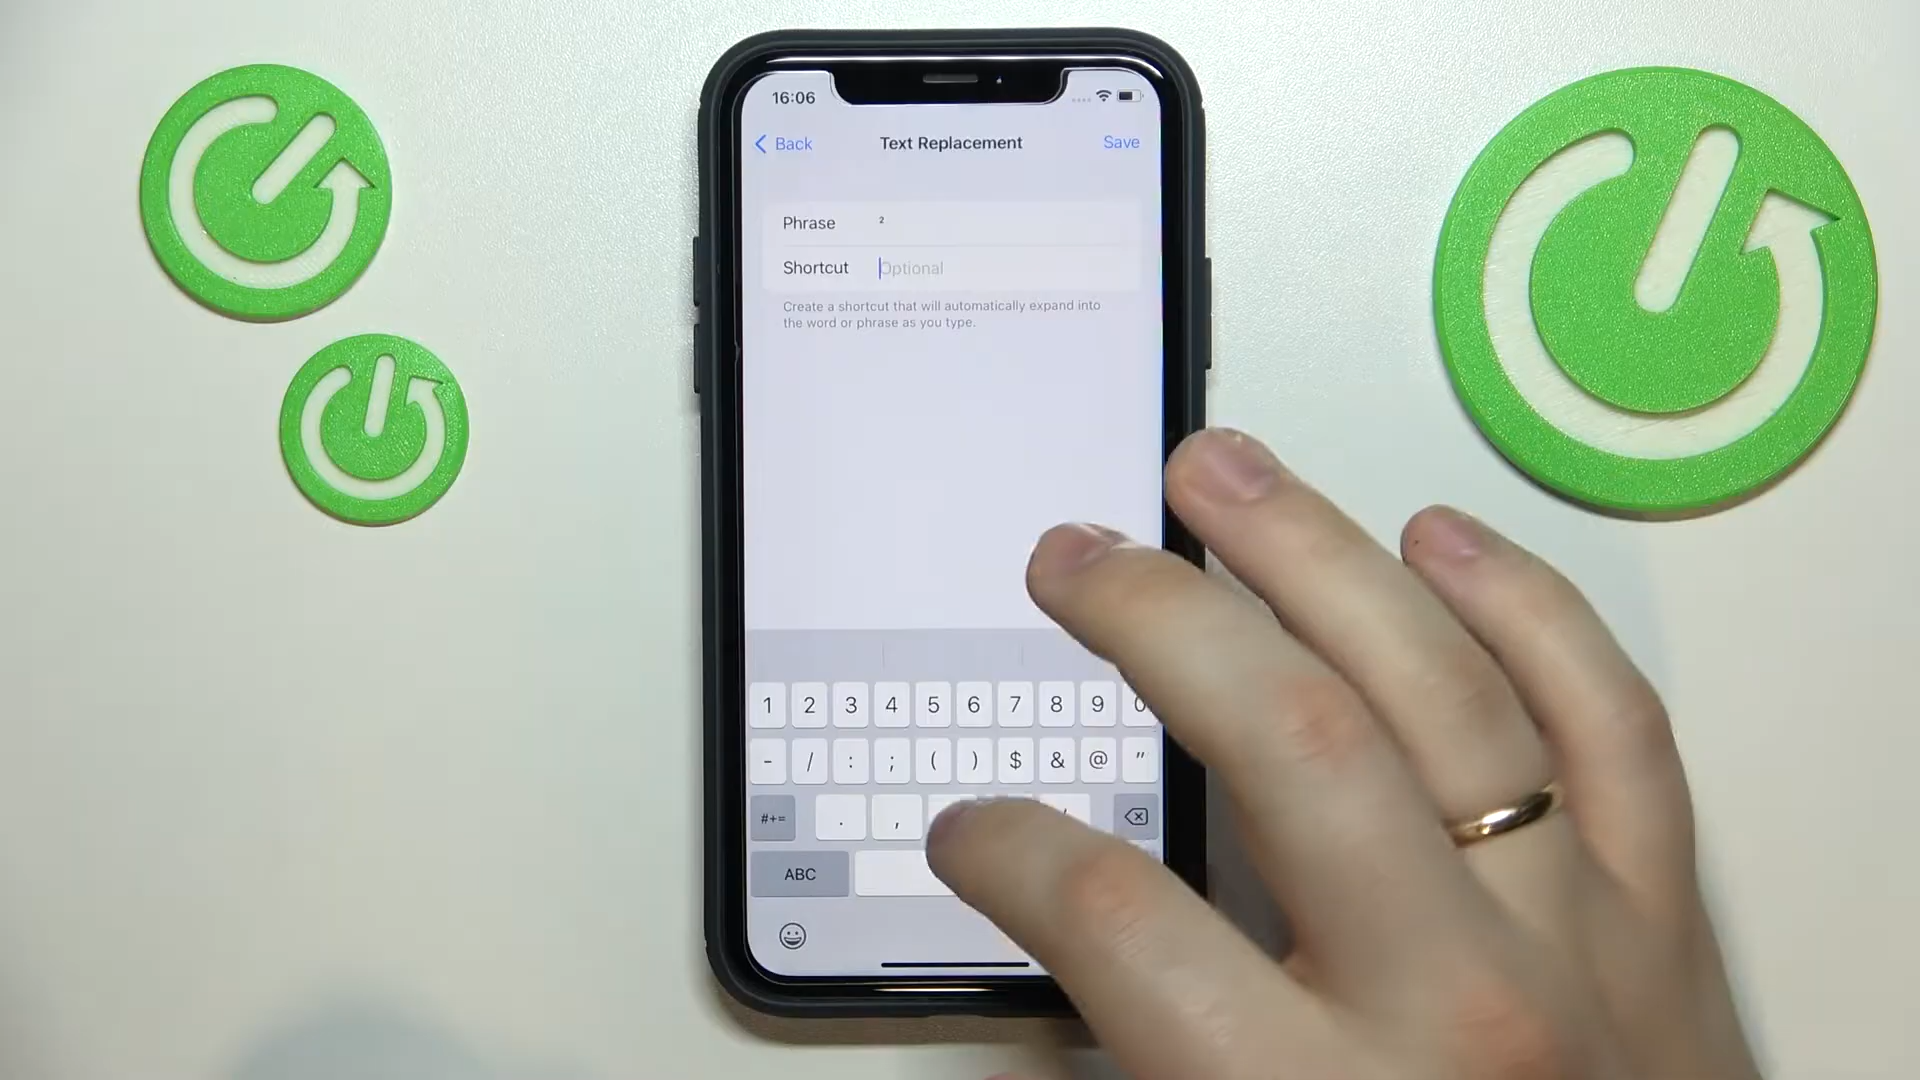 16:06
Back Text Replacement Save
Phrase ²
Shortcut Optional
Create a shortcut that will automatically expand into
the word or phrase as you type.
1 2 3 4 5 6 7 8 9 0
- / : ; ( ) $ & @ "
#+= . ,
ABC